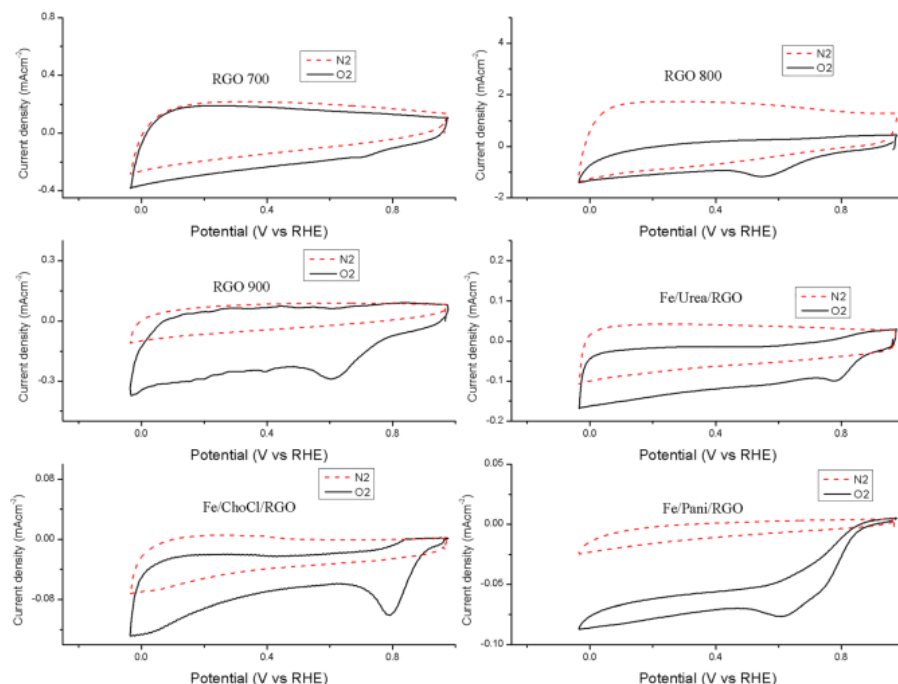 0.8
0.4
0.0
-0.4
Current density (mAcm⁻²)
RGO 700
N2
O2
0.0 0.4 0.8
Potential (V vs RHE)
4
2
0
-2
Current density (mAcm⁻²)
RGO 800
N2
O2
0.0 0.4 0.8
Potential (V vs RHE)
0.3
0.0
-0.3
Current density (mAcm⁻²)
RGO 900
N2
O2
0.0 0.4 0.8
Potential (V vs RHE)
0.2
0.1
0.0
-0.1
-0.2
Current density (mAcm⁻²)
Fe/Urea/RGO
N2
O2
0.0 0.4 0.8
Potential (V vs RHE)
0.08
0.00
-0.08
Current density (mAcm⁻²)
Fe/ChoCl/RGO
N2
O2
0.0 0.4 0.8
Potential (V vs RHE)
0.05
0.00
-0.05
-0.10
Current density (mAcm⁻²)
Fe/Pani/RGO
N2
O2
0.0 0.4 0.8
Potential (V vs RHE)